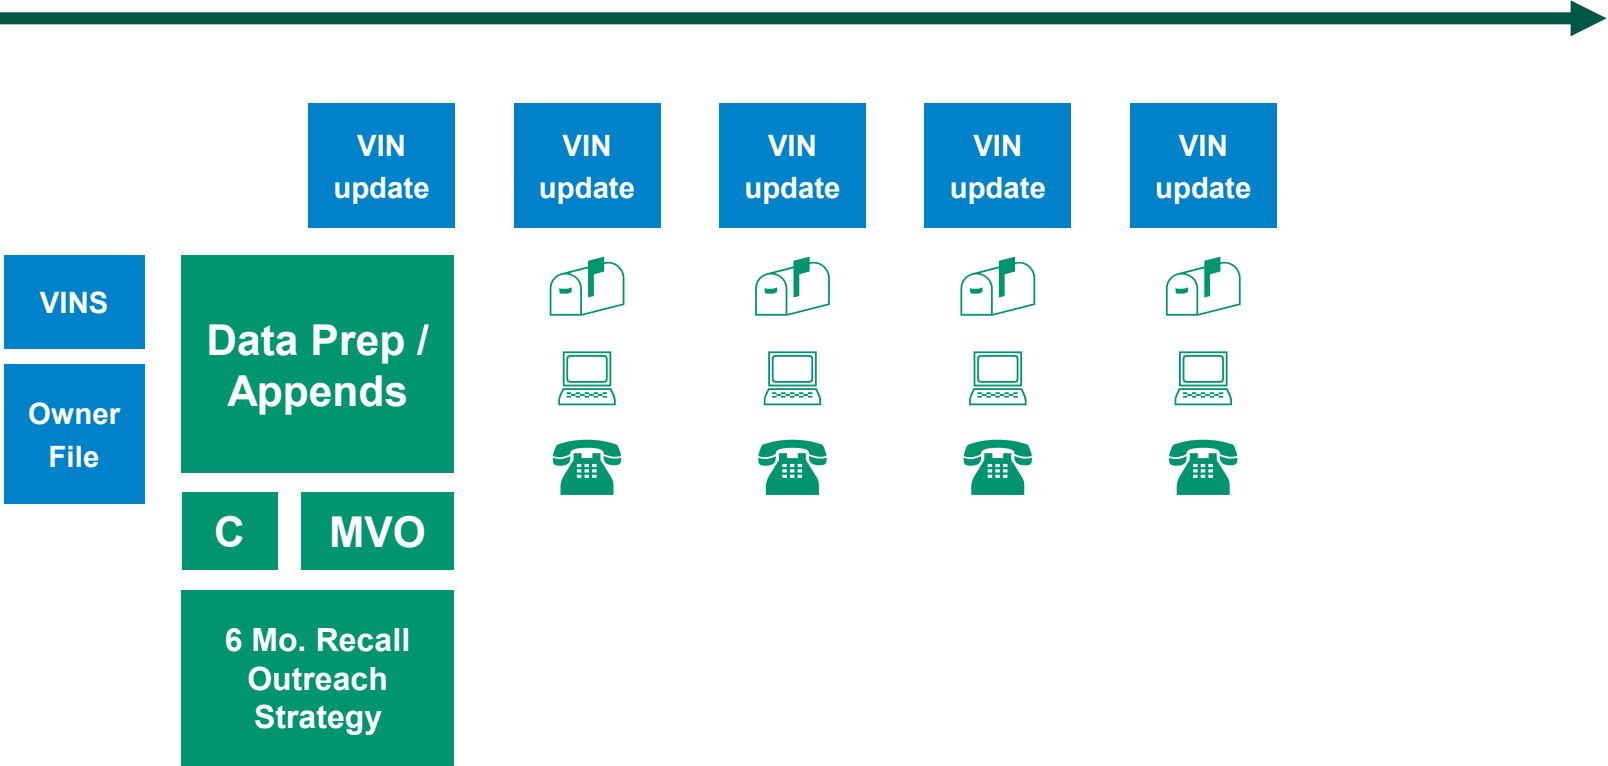 VIN
update
VIN
update
VIN
update
VIN
update
VIN
update
VINS
Owner
File
Data Prep /
Appends
C
MVO
6 Mo. Recall
Outreach
Strategy